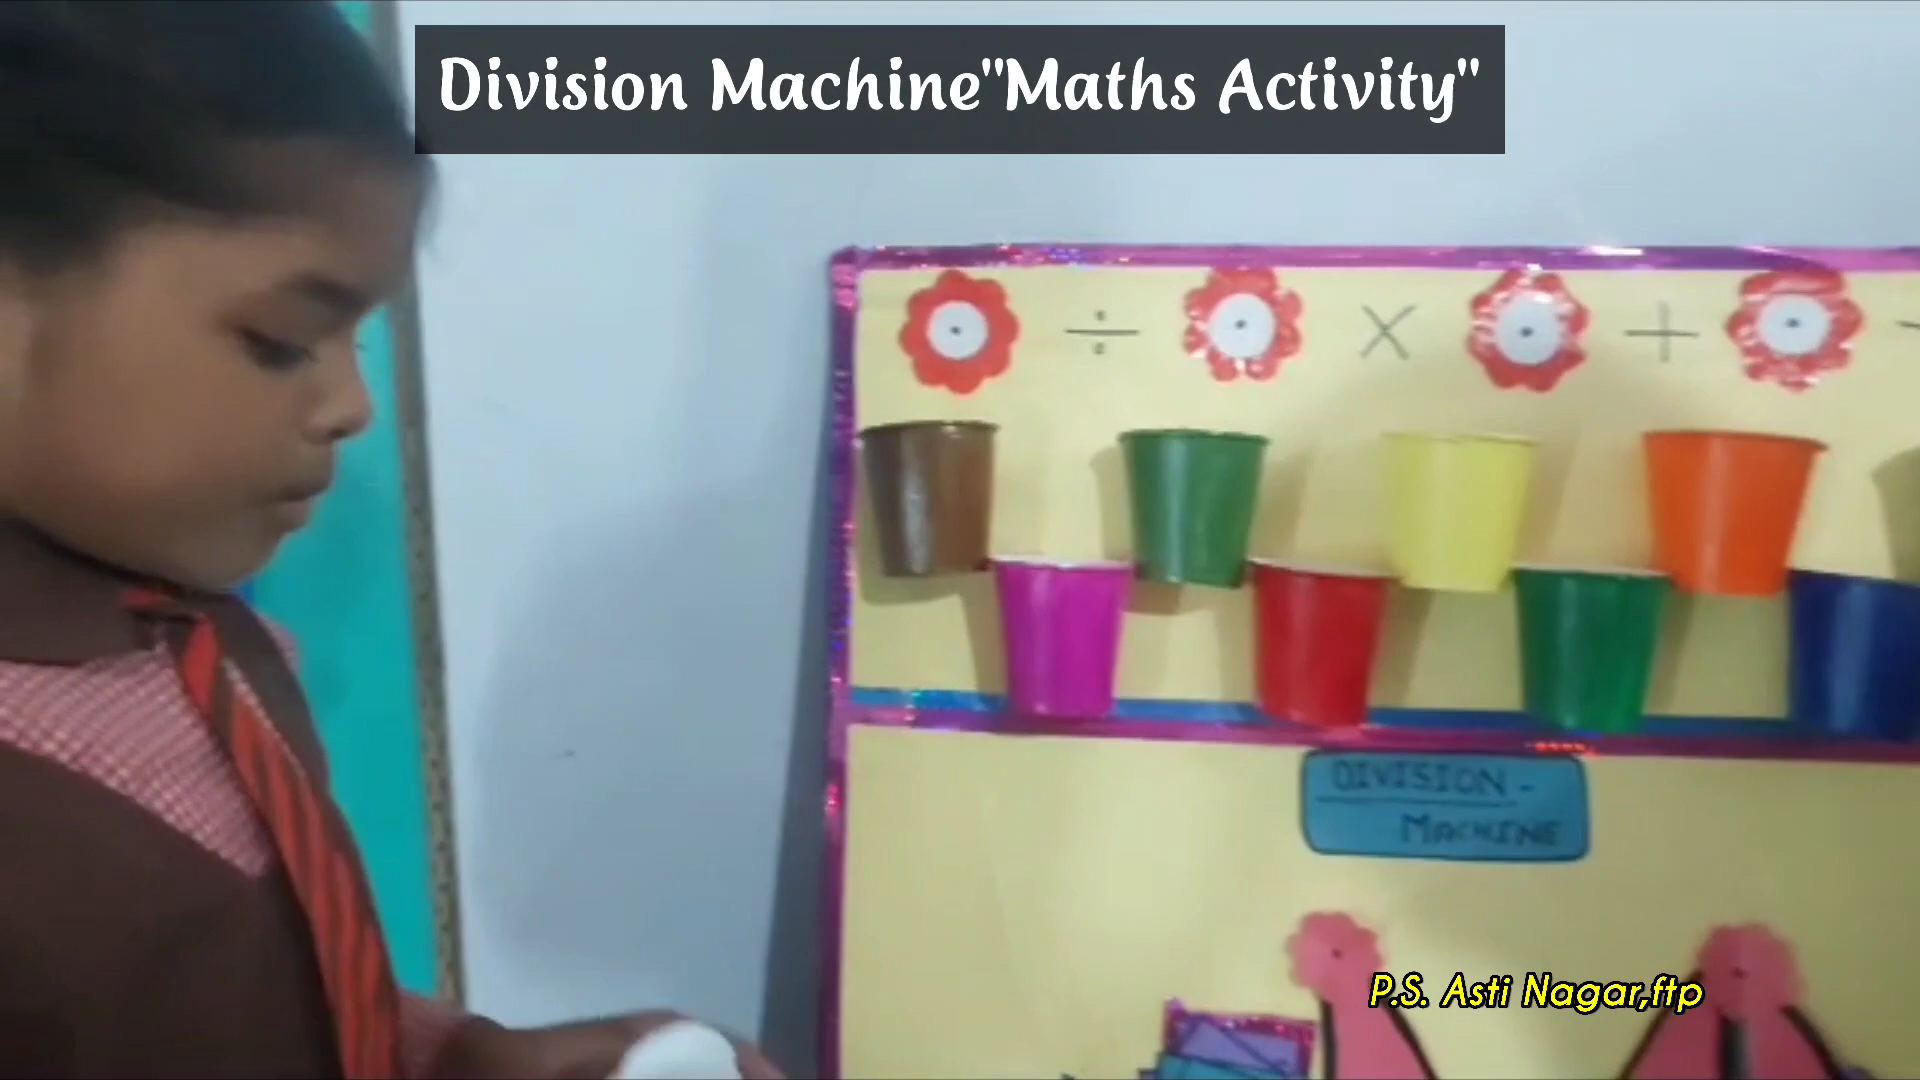 Division Machine"Maths Activity"
÷ × +
DIVISION -
MACHINE
P.S. Asti Nagar,ftp